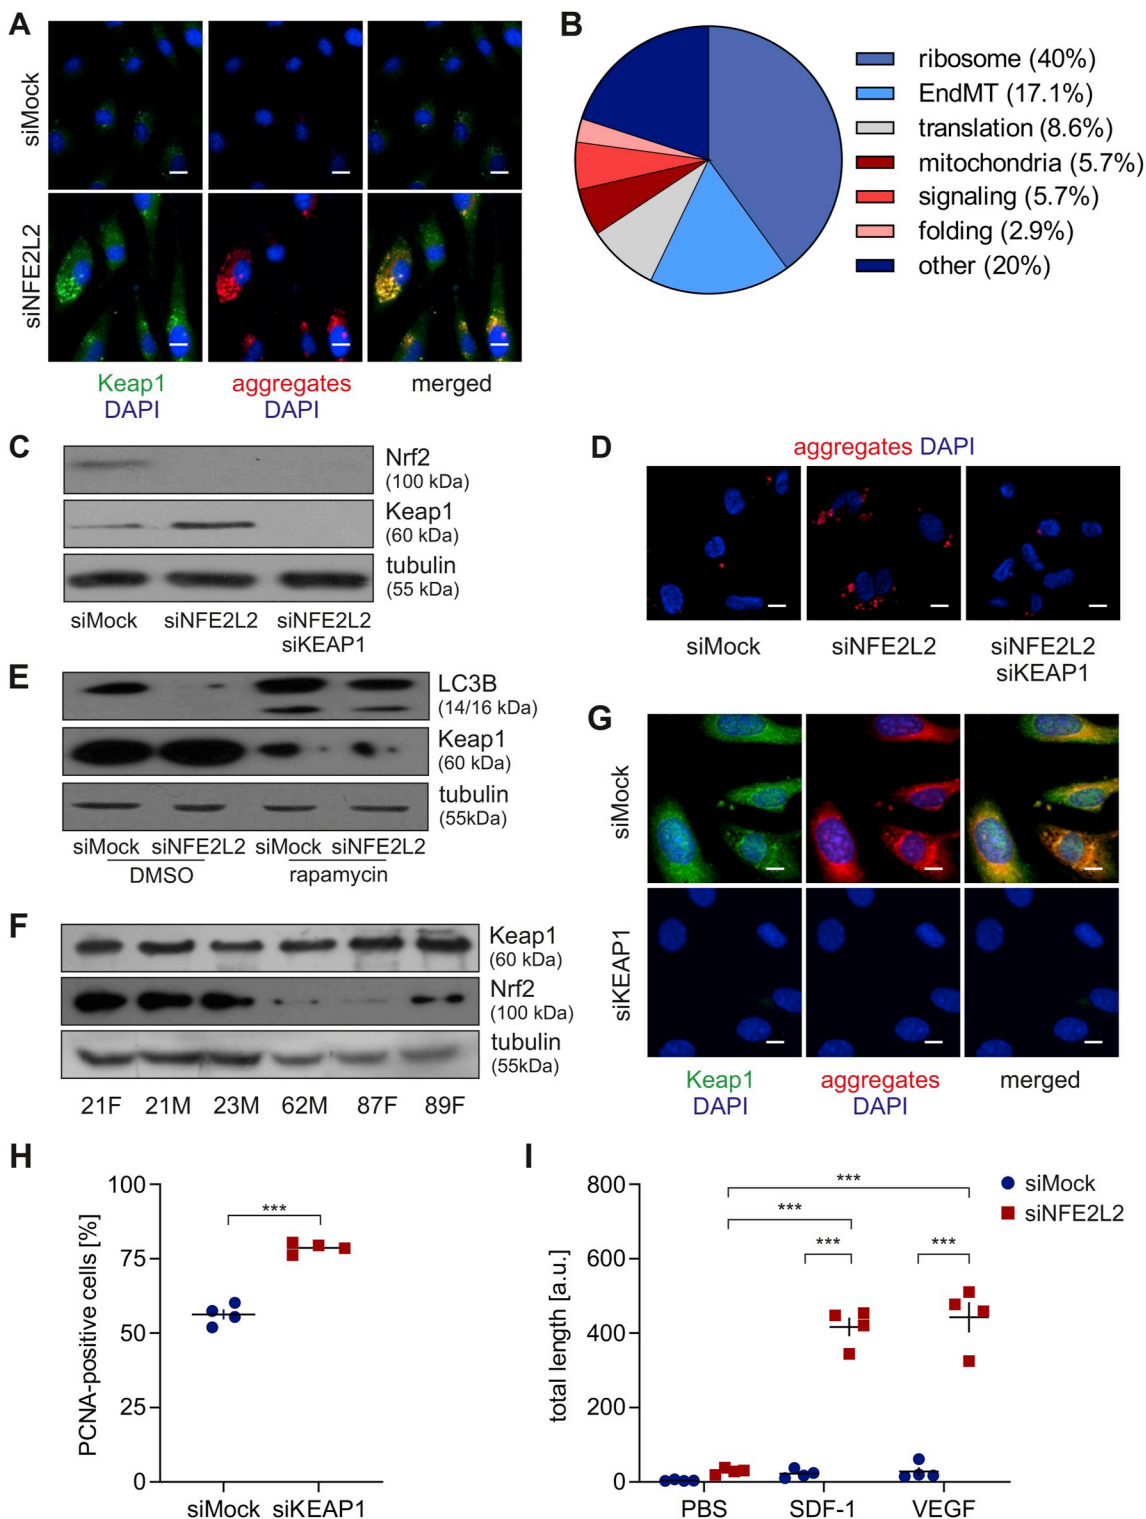 A
siMock
siNFE2L2
Keap1
DAPI
aggregates
DAPI
merged
B
ribosome (40%)
EndMT (17.1%)
translation (8.6%)
mitochondria (5.7%)
signaling (5.7%)
folding (2.9%)
other (20%)
C
Nrf2
(100 kDa)
Keap1
(60 kDa)
tubulin
(55 kDa)
siMock siNFE2L2 siNFE2L2
siKEAP1
D
aggregates DAPI
siMock siNFE2L2 siNFE2L2
siKEAP1
E
LC3B
(14/16 kDa)
Keap1
(60 kDa)
tubulin
(55kDa)
siMock siNFE2L2 siMock siNFE2L2
DMSO rapamycin
F
Keap1
(60 kDa)
Nrf2
(100 kDa)
tubulin
(55kDa)
21F 21M 23M 62M 87F 89F
G
siMock
siKEAP1
Keap1
DAPI
aggregates
DAPI
merged
H
PCNA-positive cells [%]
100
75
50
25
0
***
siMock siKEAP1
I
total length [a.u.]
800
600
400
200
0
***
***
*** ***
siMock
siNFE2L2
PBS SDF-1 VEGF